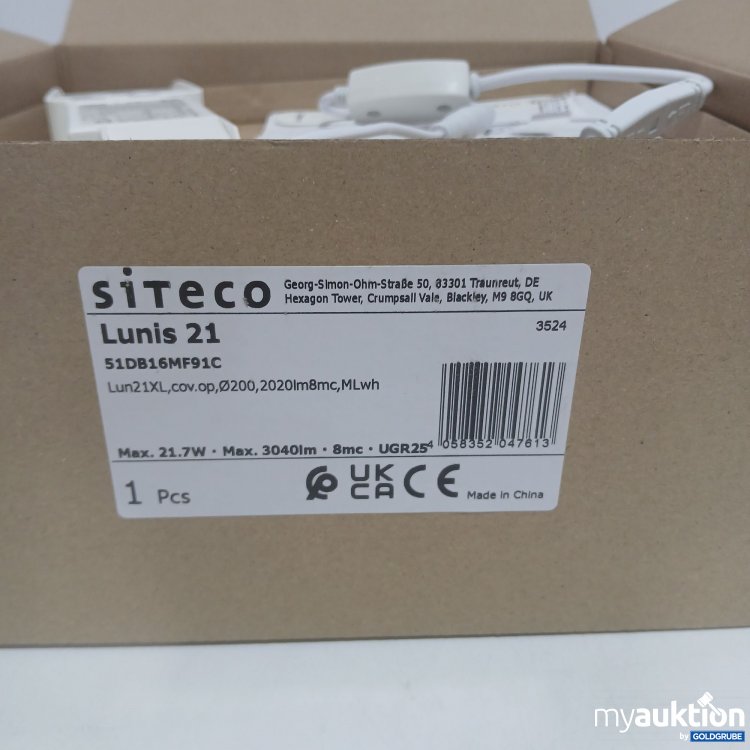 siteco
Georg-Simon-Ohm-Straße 50, 83301 Traunreut, DE
Hexagon Tower, Crumpsall Vale, Blackley, M9 8GQ, UK
Lunis 21
3524
51DB16MF91C
Lun21XL,cov.op,Ø200,2020lm8mc,MLwh
Max. 21.7W · Max. 3040lm · 8mc · UGR25
4 058352 047613
1 Pcs
UK
CA
CE
Made in China
myauktion
by GOLDGRUBE